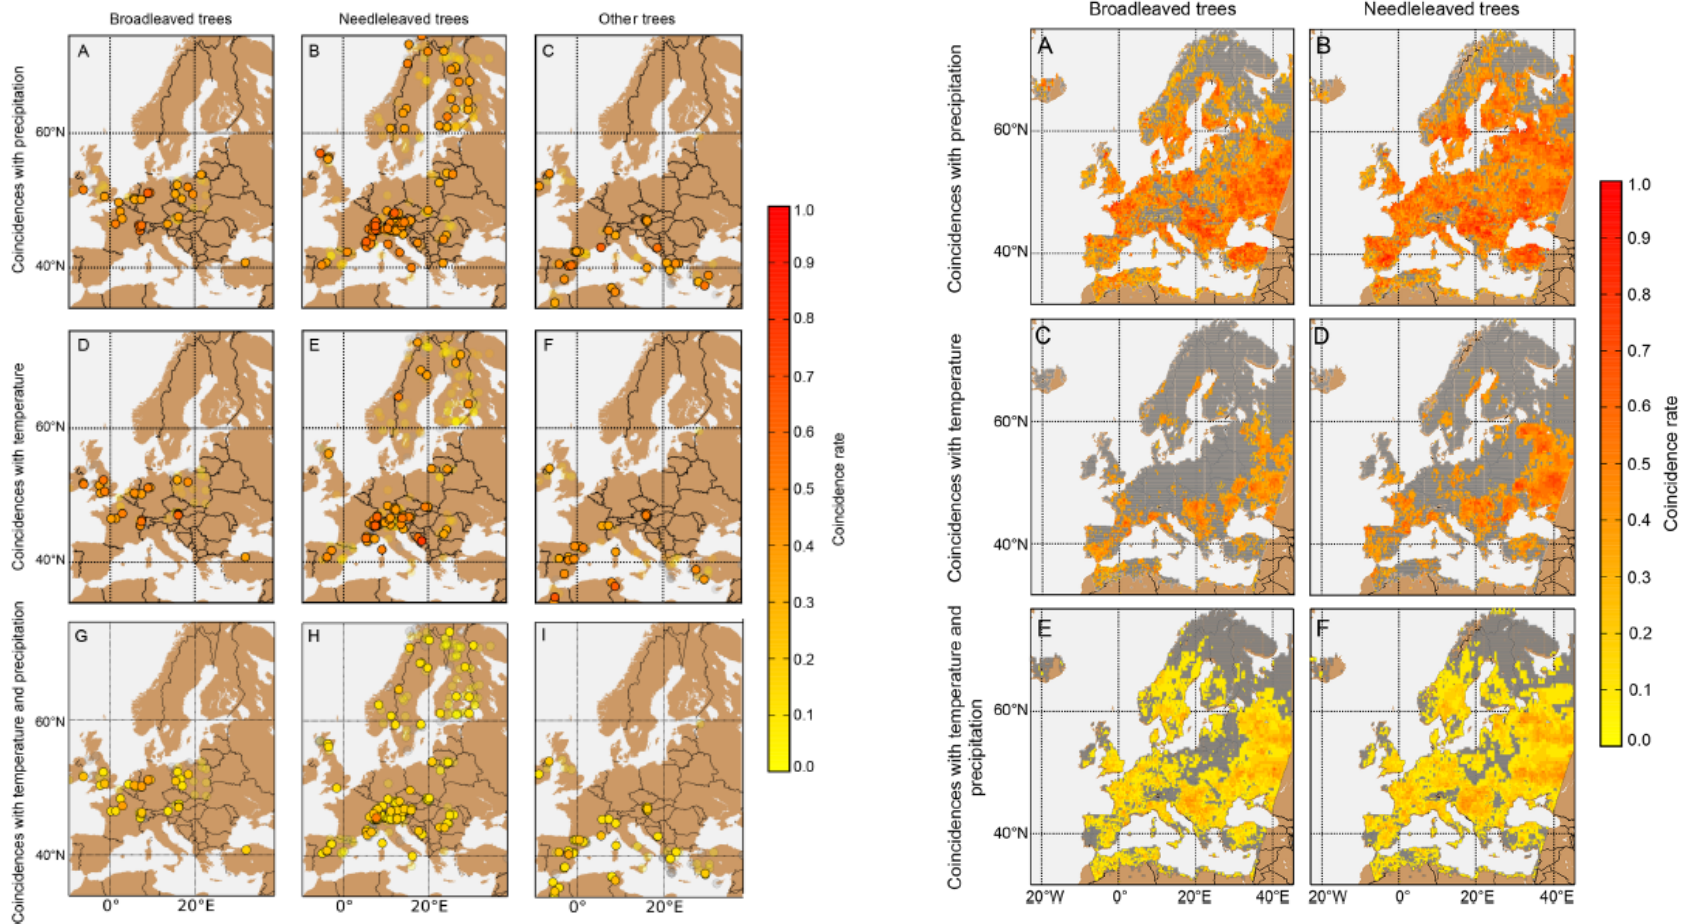 Broadleaved trees
Needleleaved trees
Other trees
Coincidences with precipitation
A
B
C
60°N
40°N
Coincidences with temperature
D
E
F
60°N
40°N
Coincidences with temperature and precipitation
G
H
I
60°N
40°N
0°
20°E
0°
20°E
0°
20°E
1.0
0.9
0.8
0.7
0.6
0.5
0.4
0.3
0.2
0.1
0.0
Coincidence rate
Broadleaved trees
Needleleaved trees
Coincidences with precipitation
A
B
60°N
40°N
Coincidences with temperature
C
D
60°N
40°N
Coincidences with temperature and
precipitation
E
F
60°N
40°N
20°W
0°
20°E
40°E
20°W
0°
20°E
40°E
1.0
0.9
0.8
0.7
0.6
0.5
0.4
0.3
0.2
0.1
0.0
Coincidence rate